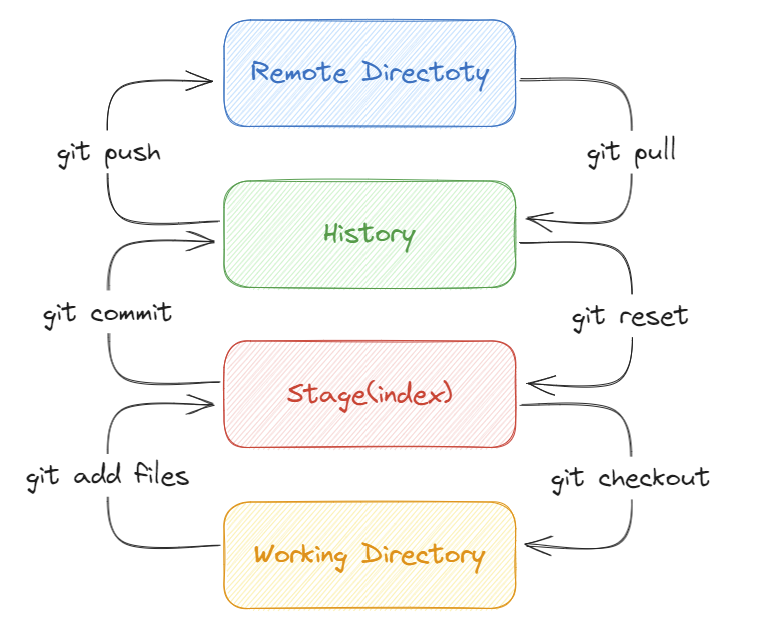 Remote Directoty
git push
git pull
History
git commit
git reset
Stage(index)
git add files
git checkout
Working Directory